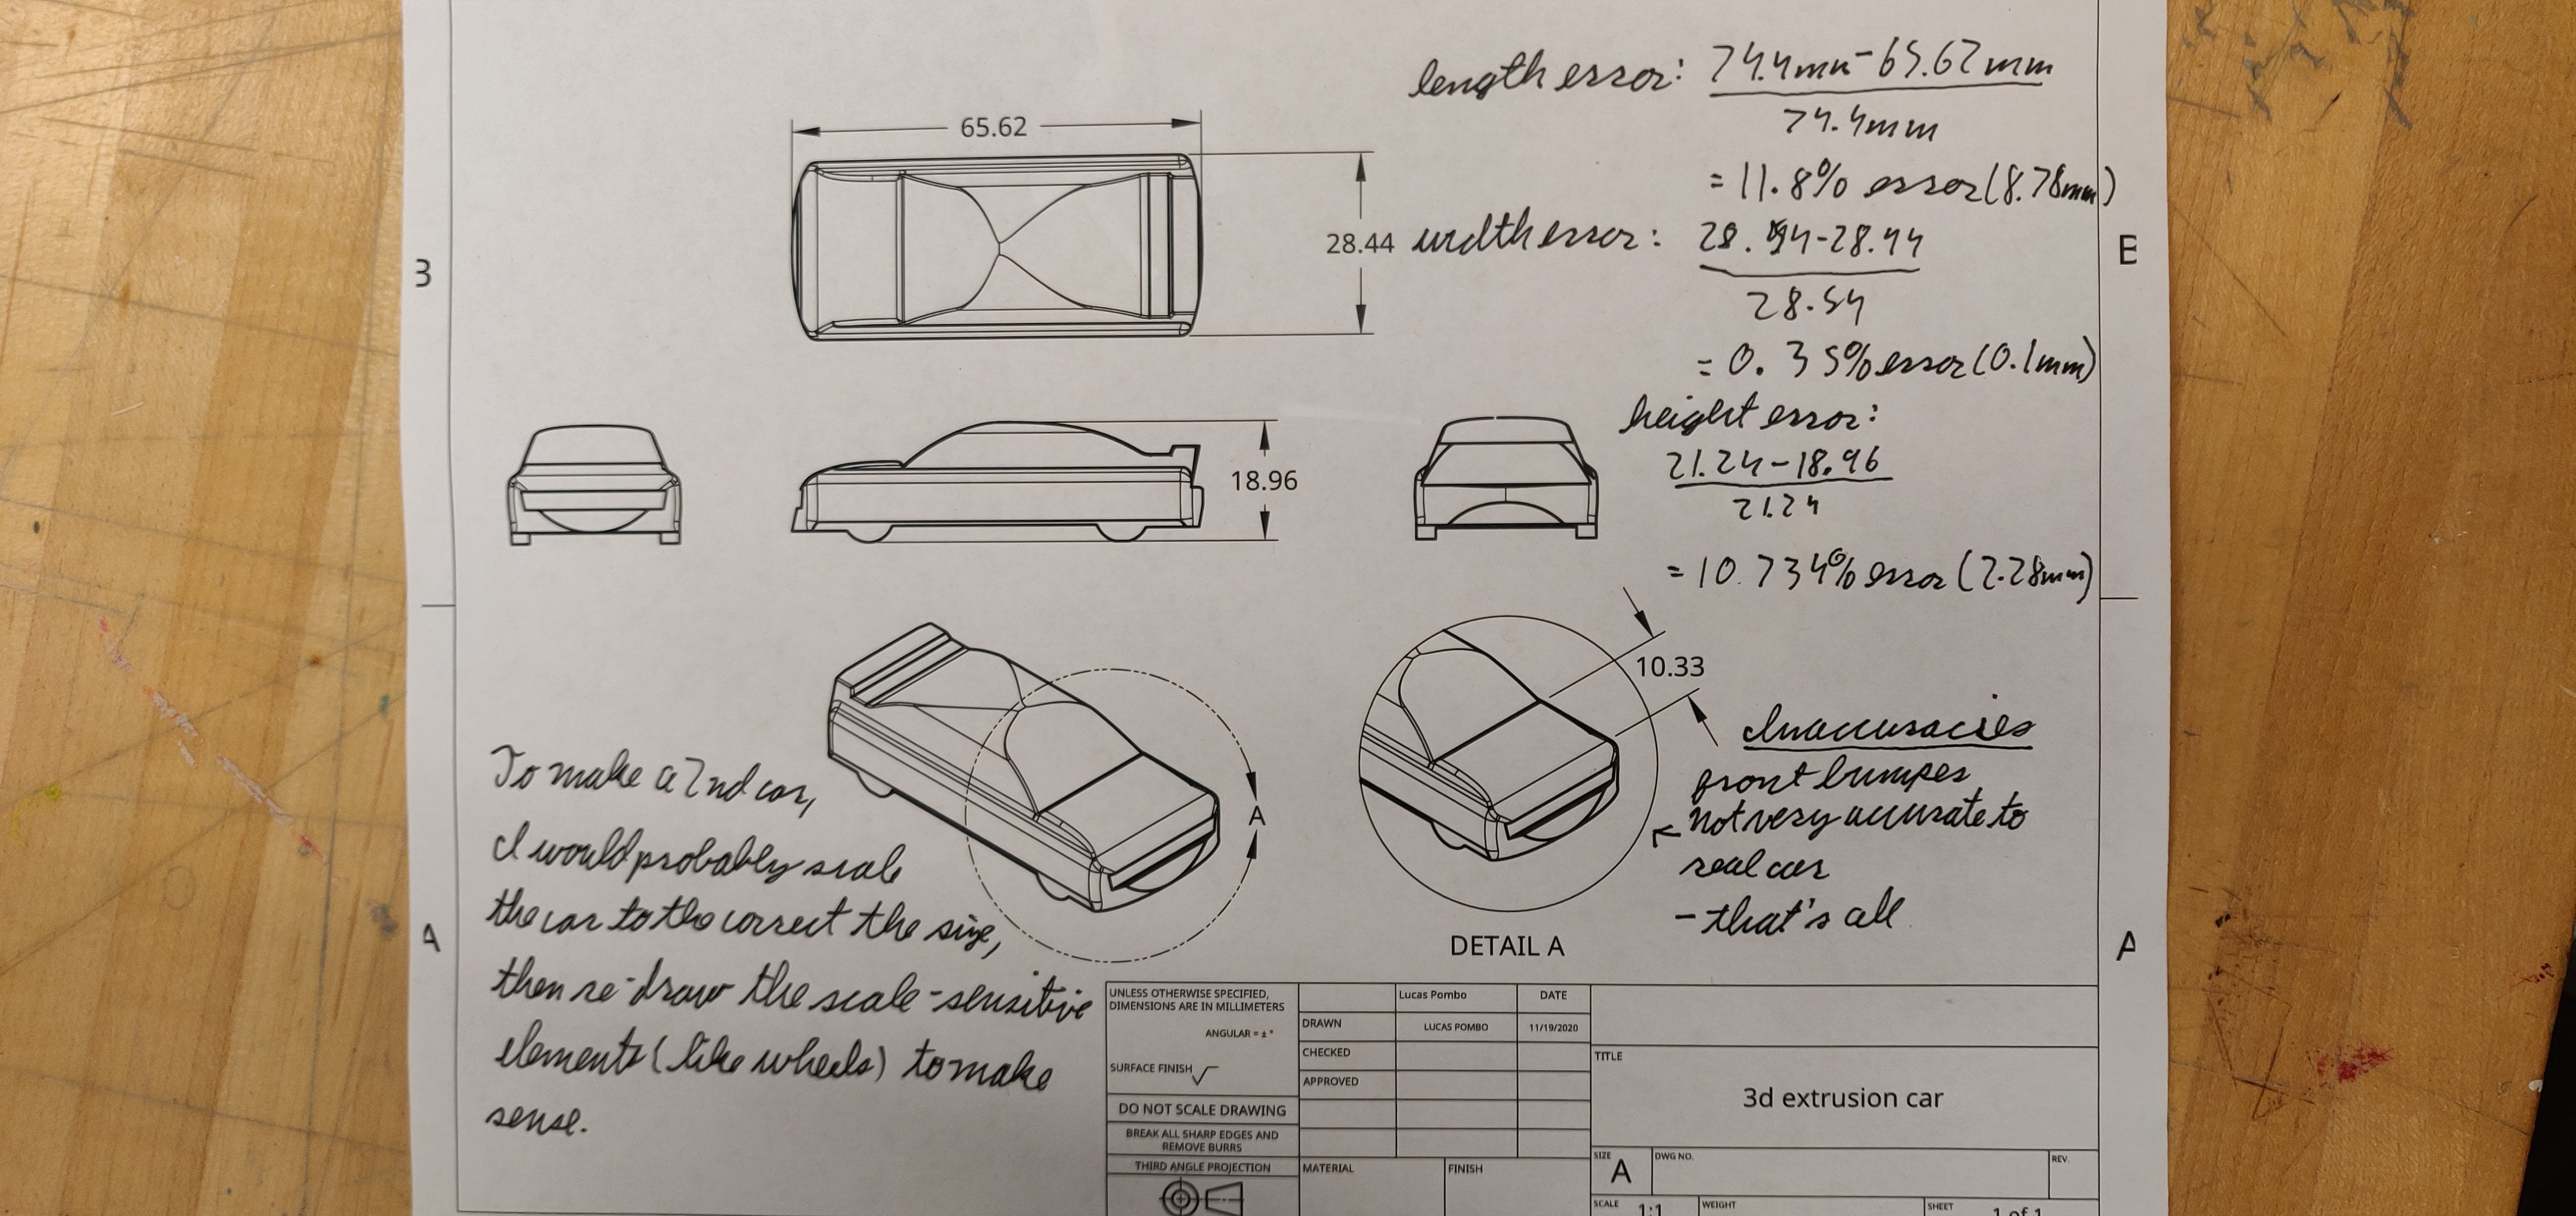 3
E
65.62
length error: 74.4mm-65.62mm
74.4mm
= 11.8% error (8.78mm)
28.44 width error: 28.54-28.44
28.54
= 0.35% error (0.1mm)
18.96
height error:
21.24-18.96
21.24
= 10.734% error (2.28mm)
To make a 2nd car,
I would probably scale
the car to the correct the size,
then re-draw the scale-sensitive
elements (like wheels) to make
sense.
A
10.33
DETAIL A
Inaccuracies
front bumpes
Not very accurate to
real car
- that's all
A
A
UNLESS OTHERWISE SPECIFIED,
DIMENSIONS ARE IN MILLIMETERS
ANGULAR = ± °
SURFACE FINISH
DO NOT SCALE DRAWING
BREAK ALL SHARP EDGES AND
REMOVE BURRS
THIRD ANGLE PROJECTION
Lucas Pombo
DATE
DRAWN
LUCAS POMBO
11/19/2020
CHECKED
APPROVED
MATERIAL
FINISH
TITLE
3d extrusion car
SIZE
A
DWG NO.
REV.
SCALE
1:1
WEIGHT
SHEET
1 of 1